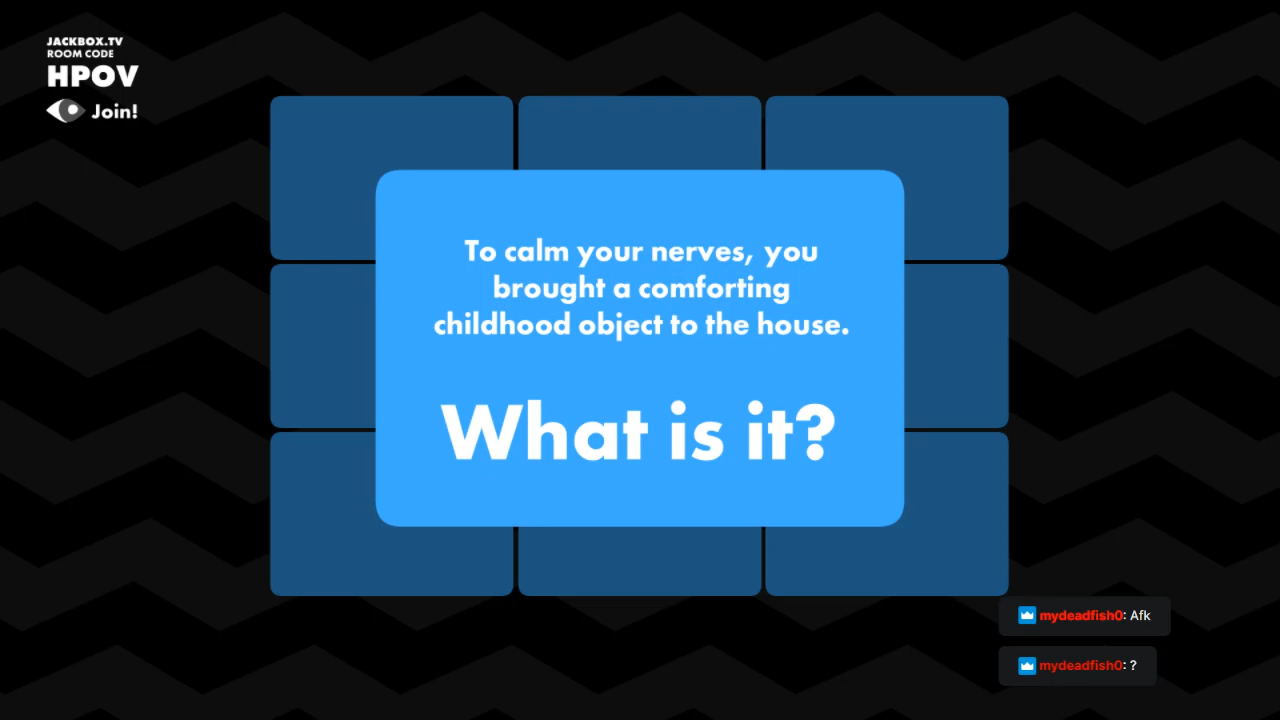 JACKBOX.TV
ROOM CODE
HPOV
Join!
To calm your nerves, you
brought a comforting
childhood object to the house.
What is it?
mydeadfish0: Afk
mydeadfish0: ?